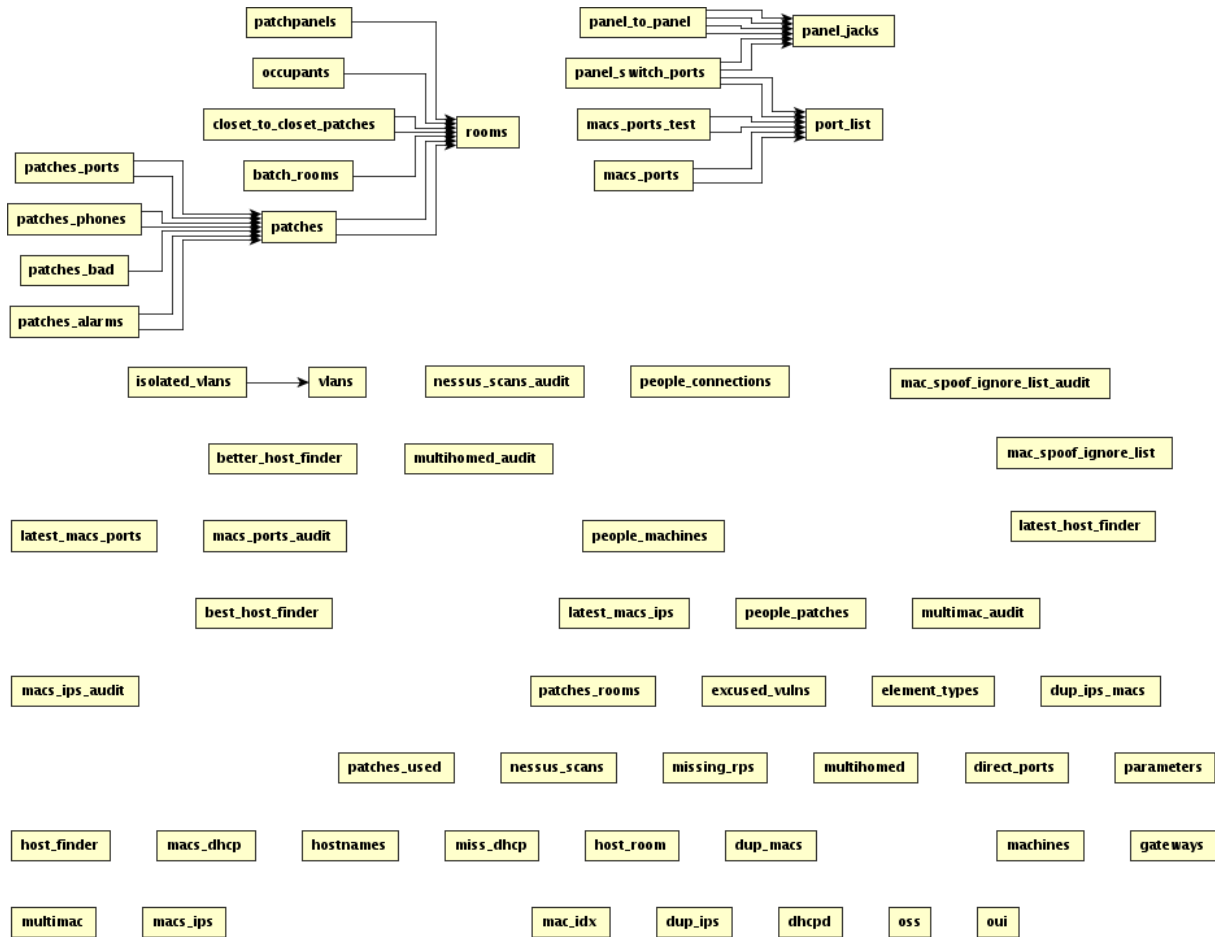 patchpanels
panel_to_panel
panel_jacks
occupants
panel_switch_ports
closet_to_closet_patches
rooms
macs_ports_test
port_list
patches_ports
batch_rooms
macs_ports
patches_phones
patches
patches_bad
patches_alarms
isolated_vlans
vlans
nessus_scans_audit
people_connections
mac_spoof_ignore_list_audit
better_host_finder
multihomed_audit
mac_spoof_ignore_list
latest_macs_ports
macs_ports_audit
people_machines
latest_host_finder
best_host_finder
latest_macs_ips
people_patches
multimac_audit
macs_ips_audit
patches_rooms
excused_vulns
element_types
dup_ips_macs
patches_used
nessus_scans
missing_rps
multihomed
direct_ports
parameters
host_finder
macs_dhcp
hostnames
miss_dhcp
host_room
dup_macs
machines
gateways
multimac
macs_ips
mac_idx
dup_ips
dhcpd
oss
oui